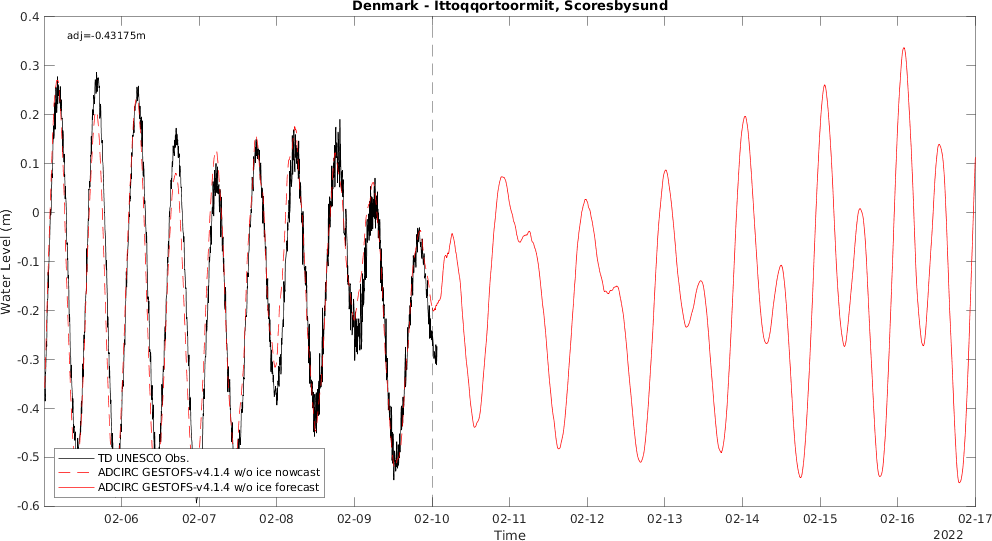 Denmark - Ittoqqortoormiit, Scoresbysund
adj=-0.43175m
0.4
0.3
0.2
0.1
0
-0.1
-0.2
-0.3
-0.4
-0.5
-0.6
Water Level (m)
TD UNESCO Obs.
ADCIRC GESTOFS-v4.1.4 w/o ice nowcast
ADCIRC GESTOFS-v4.1.4 w/o ice forecast
02-06 02-07 02-08 02-09 02-10 02-11 02-12 02-13 02-14 02-15 02-16 02-17
Time
2022